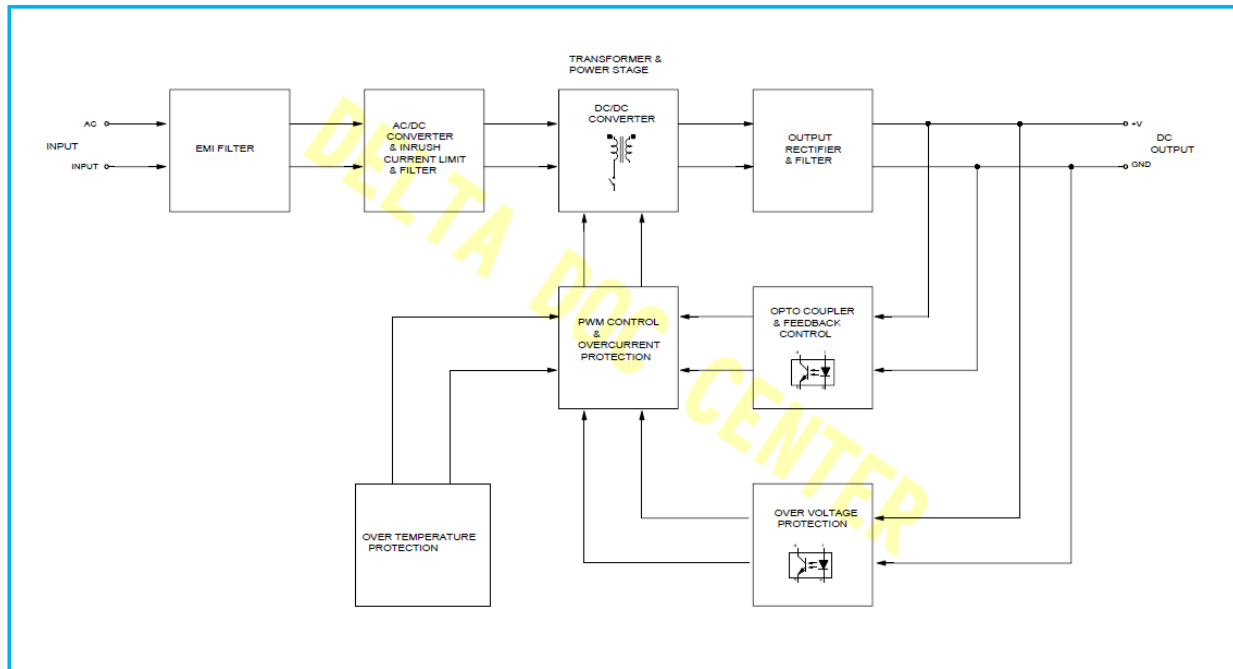 TRANSFORMER &
POWER STAGE
AC
INPUT
INPUT
EMI FILTER
AC/DC
CONVERTER
& INRUSH
CURRENT LIMIT
& FILTER
DC/DC
CONVERTER
OUTPUT
RECTIFIER
& FILTER
+V
DC
OUTPUT
GND
PWM CONTROL
&
OVERCURRENT
PROTECTION
OPTO COUPLER
& FEEDBACK
CONTROL
OVER TEMPERATURE
PROTECTION
OVER VOLTAGE
PROTECTION
DELTA DOC CENTER